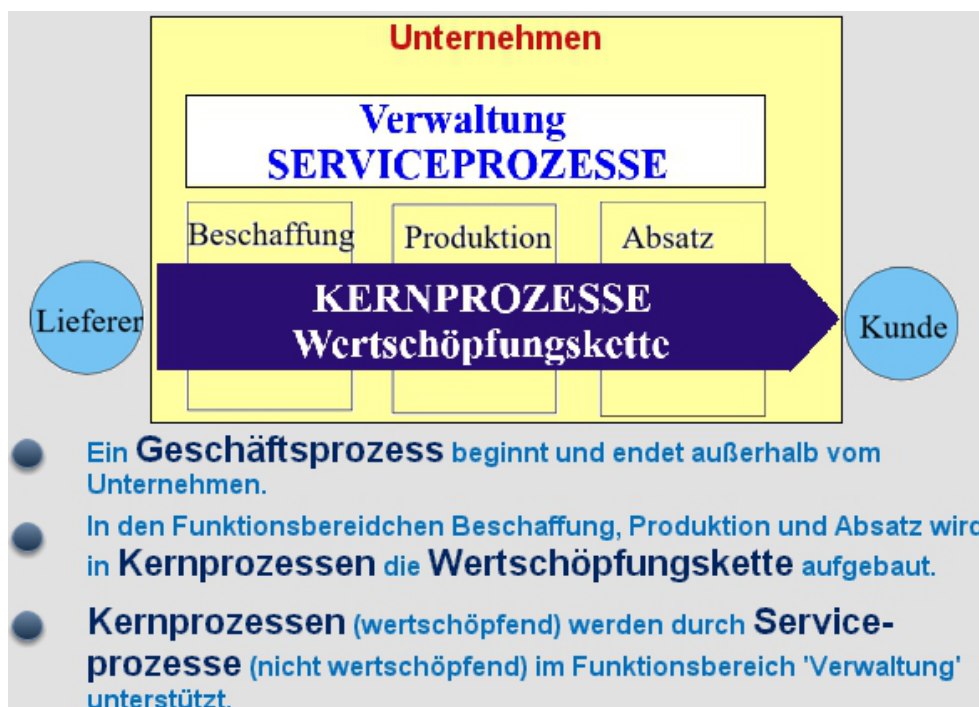 Unternehmen
Verwaltung
SERVICEPROZESSE
Beschaffung
Produktion
Absatz
Lieferer
KERNPROZESSE
Wertschöpfungskette
Kunde
Ein Geschäftsprozess beginnt und endet außerhalb vom
Unternehmen.
In den Funktionsbereidchen Beschaffung, Produktion und Absatz wird
in Kernprozessen die Wertschöpfungskette aufgebaut.
Kernprozessen (wertschöpfend) werden durch Service-
prozesse (nicht wertschöpfend) im Funktionsbereich 'Verwaltung'
unterstützt.